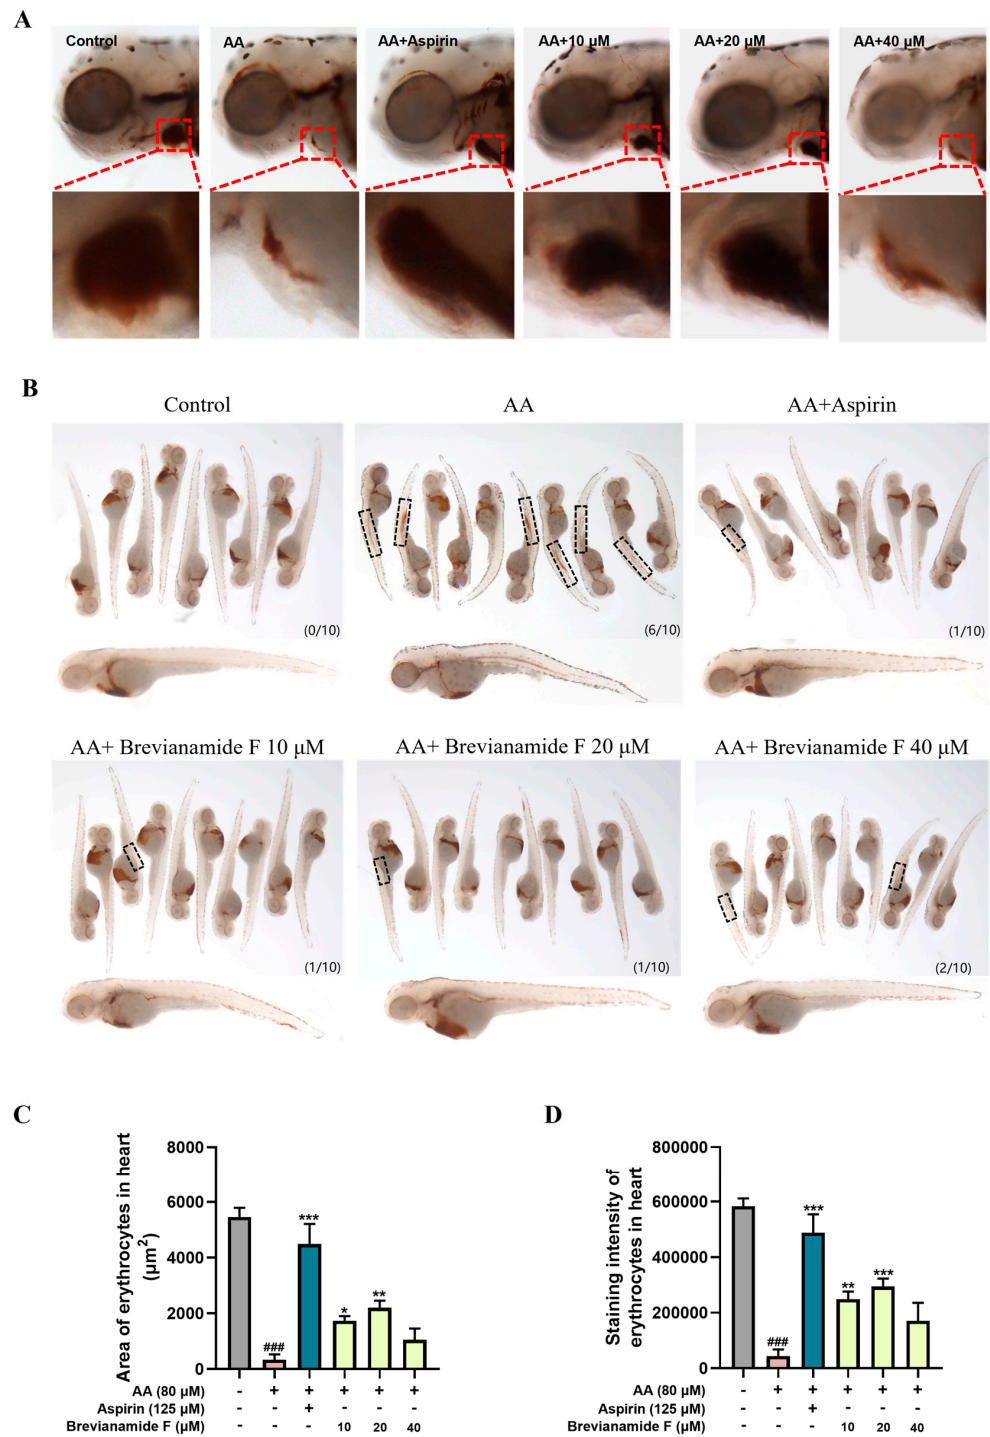 A
Control
AA
AA+Aspirin
AA+10 μM
AA+20 μM
AA+40 μM
B
Control
AA
AA+Aspirin
(0/10)
(6/10)
(1/10)
AA+ Brevianamide F 10 μM
AA+ Brevianamide F 20 μM
AA+ Brevianamide F 40 μM
(1/10)
(1/10)
(2/10)
C
Area of erythrocytes in heart
(μm²)
8000
6000
4000
2000
0
###
***
*
**
AA (80 μM) - + + + + +
Aspirin (125 μM) - - + - - -
Brevianamide F (μM) - - - 10 20 40
D
Staining intensity of
erythrocytes in heart
800000
600000
400000
200000
0
###
***
**
***
AA (80 μM) - + + + + +
Aspirin (125 μM) - - + - - -
Brevianamide F (μM) - - - 10 20 40